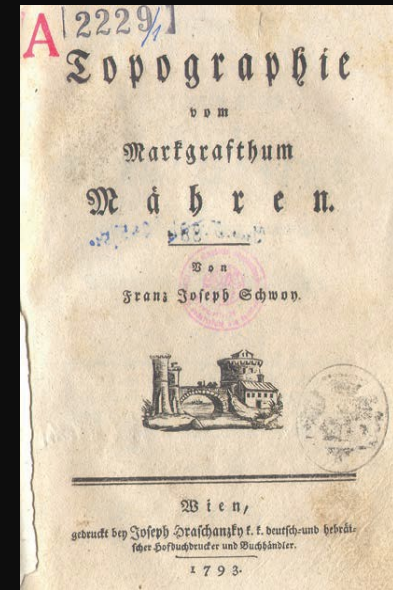 A
2229/1
Topographie
vom
Markgrafthum
Mähren.
Von
Franz Joseph Schwoy.
Wien,
gedruckt bey Joseph Hraschanzky k. k. deutsch- und hebräi-
scher Hofbuchdrucker und Buchhändler.
1793.